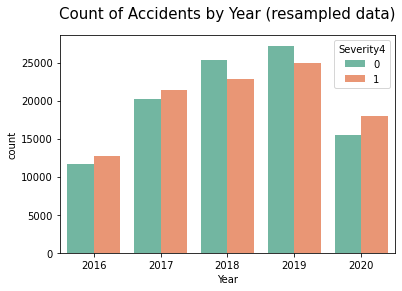 Count of Accidents by Year (resampled data)
Severity4
0
1
25000
20000
15000
10000
5000
0
count
2016 2017 2018 2019 2020
Year